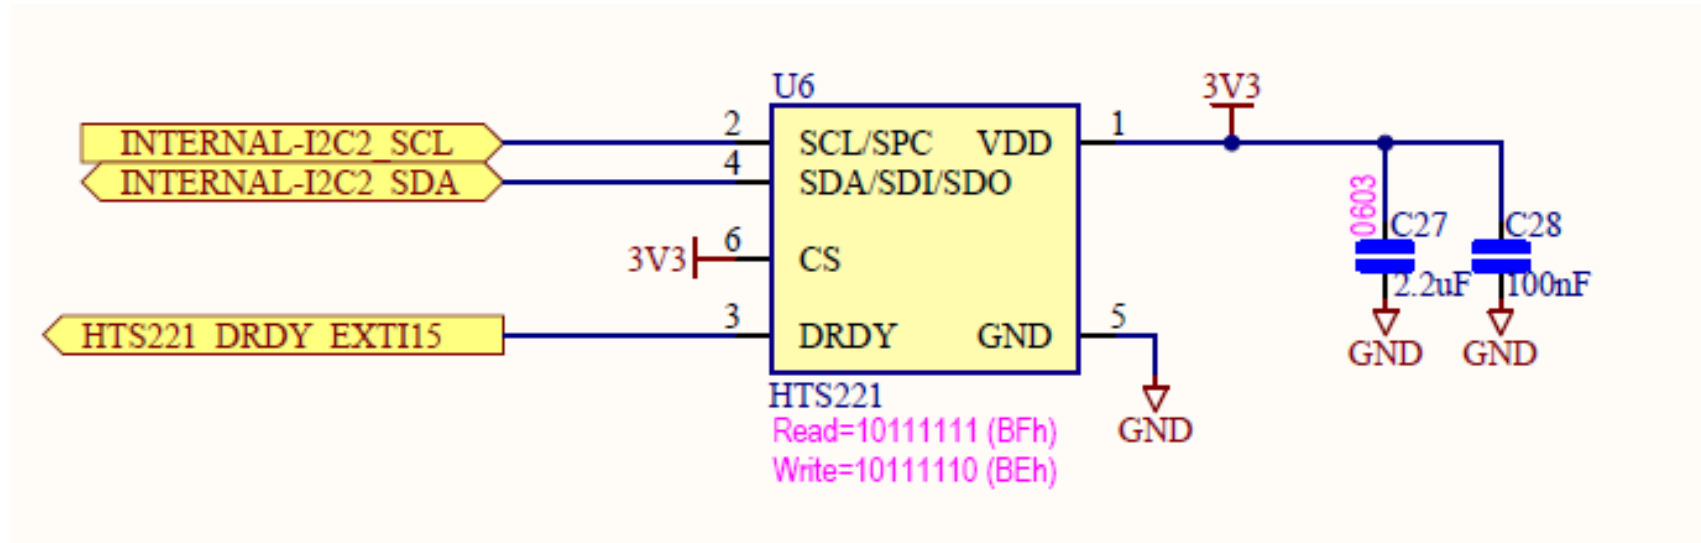 U6
3V3
INTERNAL-I2C2_SCL
2
SCL/SPC
VDD
1
INTERNAL-I2C2_SDA
4
SDA/SDI/SDO
0603
C27
C28
3V3
6
CS
2.2uF
100nF
HTS221_DRDY_EXTI15
3
DRDY
GND
5
GND
GND
HTS221
Read=10111111 (BFh)
GND
Write=10111110 (BEh)